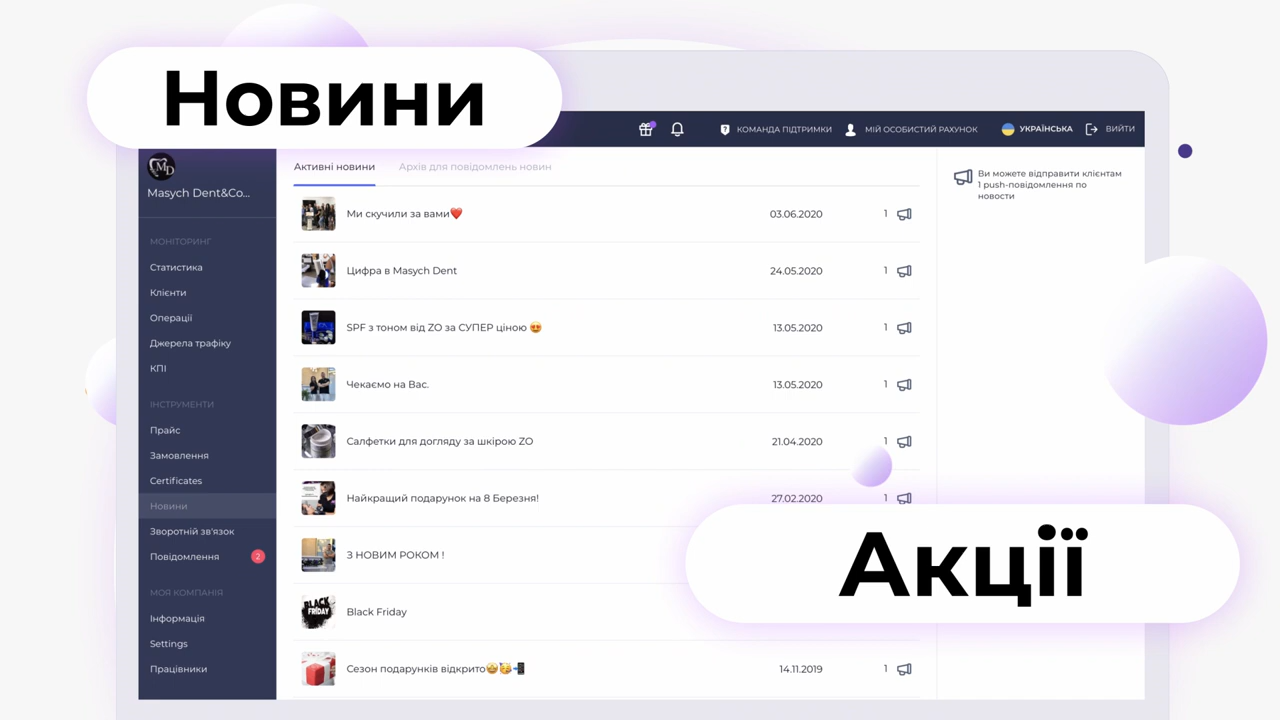 Новини
КОМАНДА ПІДТРИМКИ
МІЙ ОСОБИСТИЙ РАХУНОК
УКРАЇНСЬКА
ВИЙТИ
MD
Masych Dent&Co...
МОНІТОРИНГ
Статистика
Клієнти
Операції
Джерела трафіку
КПІ
ІНСТРУМЕНТИ
Прайс
Замовлення
Certificates
Новини
Зворотній зв'язок
Повідомлення 2
МОЯ КОМПАНІЯ
Інформація
Settings
Працівники
Активні новини
Архів для повідомлень новин
Ми скучили за вами❤️ 03.06.2020 1
Цифра в Masych Dent 24.05.2020 1
SPF з тоном від ZO за СУПЕР ціною 😍 13.05.2020 1
Чекаємо на Вас. 13.05.2020 1
Салфетки для догляду за шкірою ZO 21.04.2020 1
Найкращий подарунок на 8 Березня! 27.02.2020 1
З НОВИМ РОКОМ !
BLACK FRIDAY
Black Friday
Сезон подарунків відкрито🤩🥳📲 14.11.2019 1
Ви можете відправити клієнтам
1 push-повідомлення по
новости
Акції